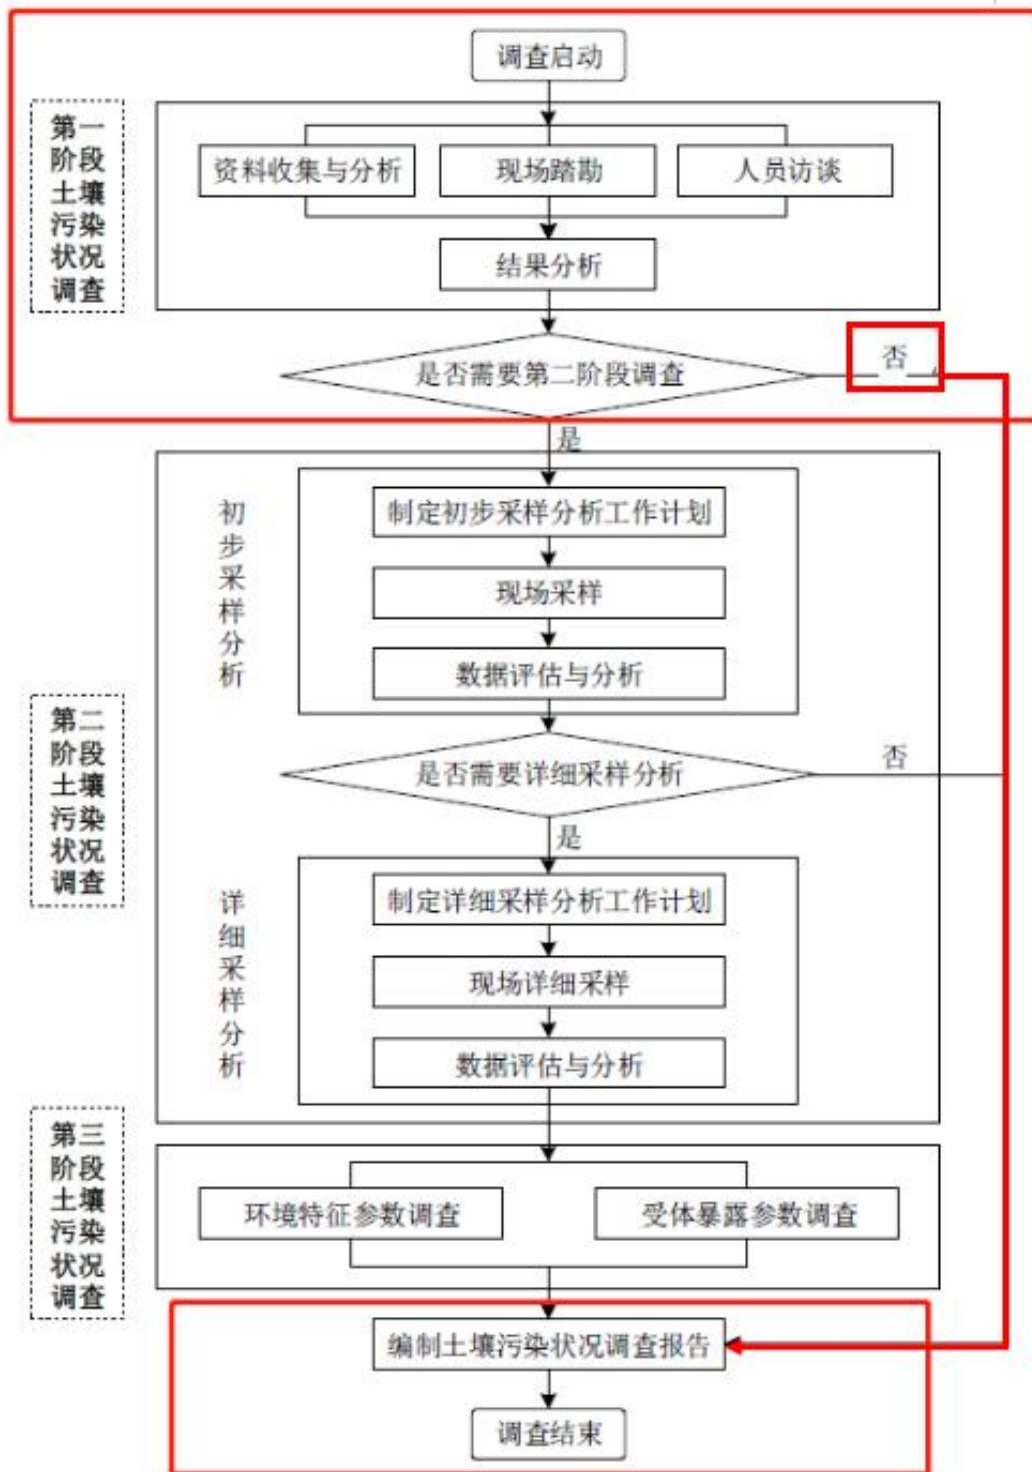 调查启动
第一
阶段
土壤
污染
状况
调查
资料收集与分析
现场踏勘
人员访谈
结果分析
是否需要第二阶段调查
否
是
第二
阶段
土壤
污染
状况
调查
初
步
采
样
分
析
制定初步采样分析工作计划
现场采样
数据评估与分析
是否需要详细采样分析
否
是
详
细
采
样
分
析
制定详细采样分析工作计划
现场详细采样
数据评估与分析
第三
阶段
土壤
污染
状况
调查
环境特征参数调查
受体暴露参数调查
编制土壤污染状况调查报告
调查结束